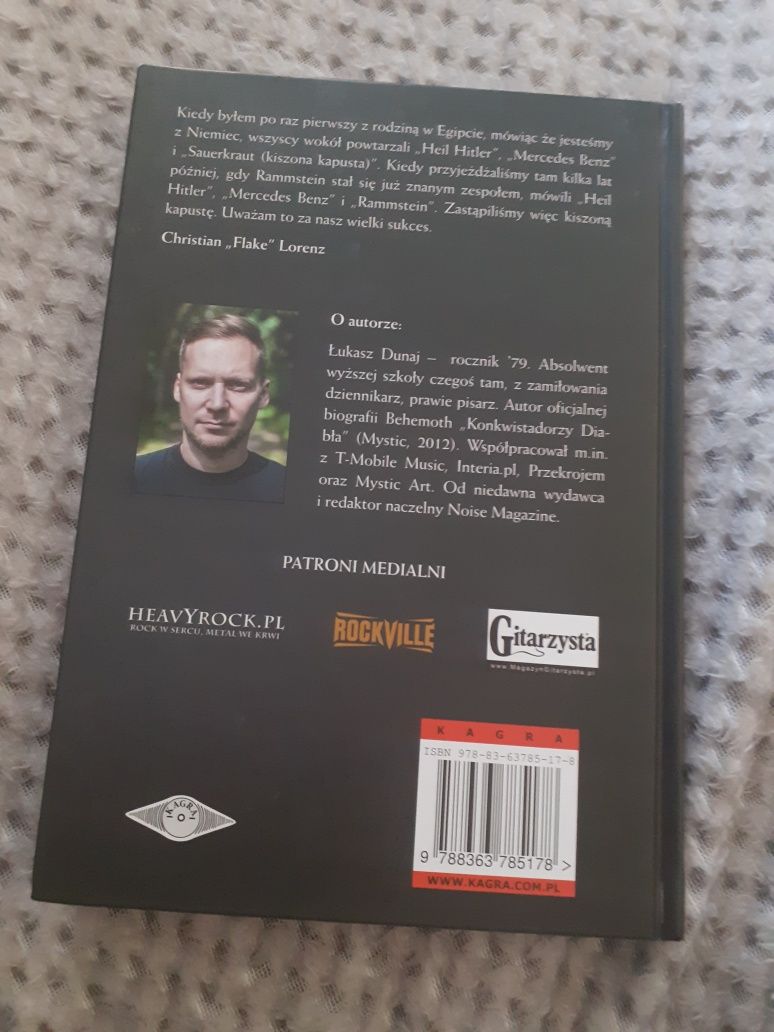 Kiedy byłem po raz pierwszy z rodziną w Egipcie, mówiąc że jesteśmy
z Niemiec, wszyscy wokół powtarzali „Heil Hitler”, „Mercedes Benz”
i „Sauerkraut (kiszona kapusta)”. Kiedy przyjeżdżaliśmy tam kilka lat
później, gdy Rammstein stał się już znanym zespołem, mówili „Heil
Hitler”, „Mercedes Benz” i „Rammstein”. Zastąpiliśmy więc kiszoną
kapustę. Uważam to za nasz wielki sukces.
Christian „Flake” Lorenz
O autorze:
Łukasz Dunaj – rocznik ’79. Absolwent
wyższej szkoły czegoś tam, z zamiłowania
dziennikarz, prawie pisarz. Autor oficjalnej
biografii Behemoth „Konkwistadorzy Dia-
bła” (Mystic, 2012). Współpracował m.in.
z T-Mobile Music, Interia.pl, Przekrojem
oraz Mystic Art. Od niedawna wydawca
i redaktor naczelny Noise Magazine.
PATRONI MEDIALNI
HEAVYROCK.PL
ROCK W SERCU, METAL WE KRWI
ROCKVILLE
Gitarzysta
www.MagazynGitarzysta.pl
KAGRA
ISBN 978-83-63785-17-8
9 788363 785178 >
WWW.KAGRA.COM.PL
KAGRA